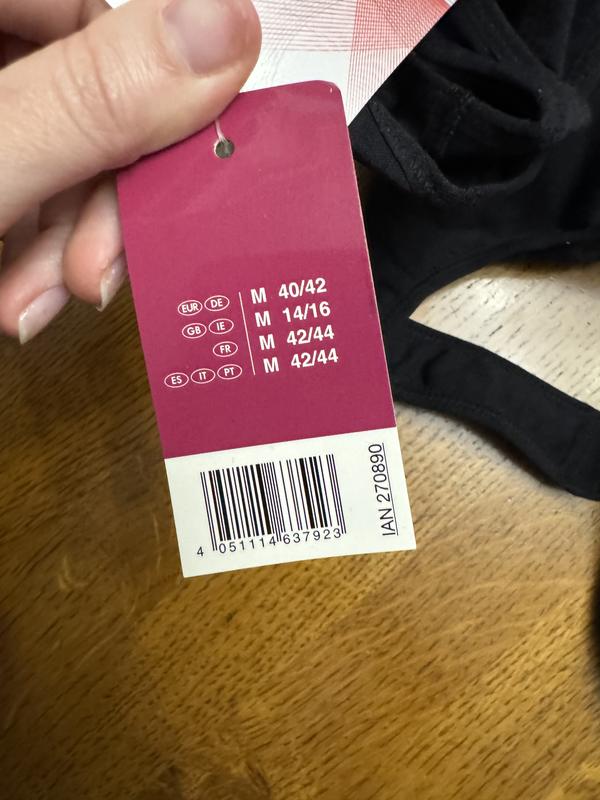 EUR DE M 40/42
GB IE M 14/16
FR M 42/44
ES IT PT M 42/44
IAN 270890
4 051114 637923